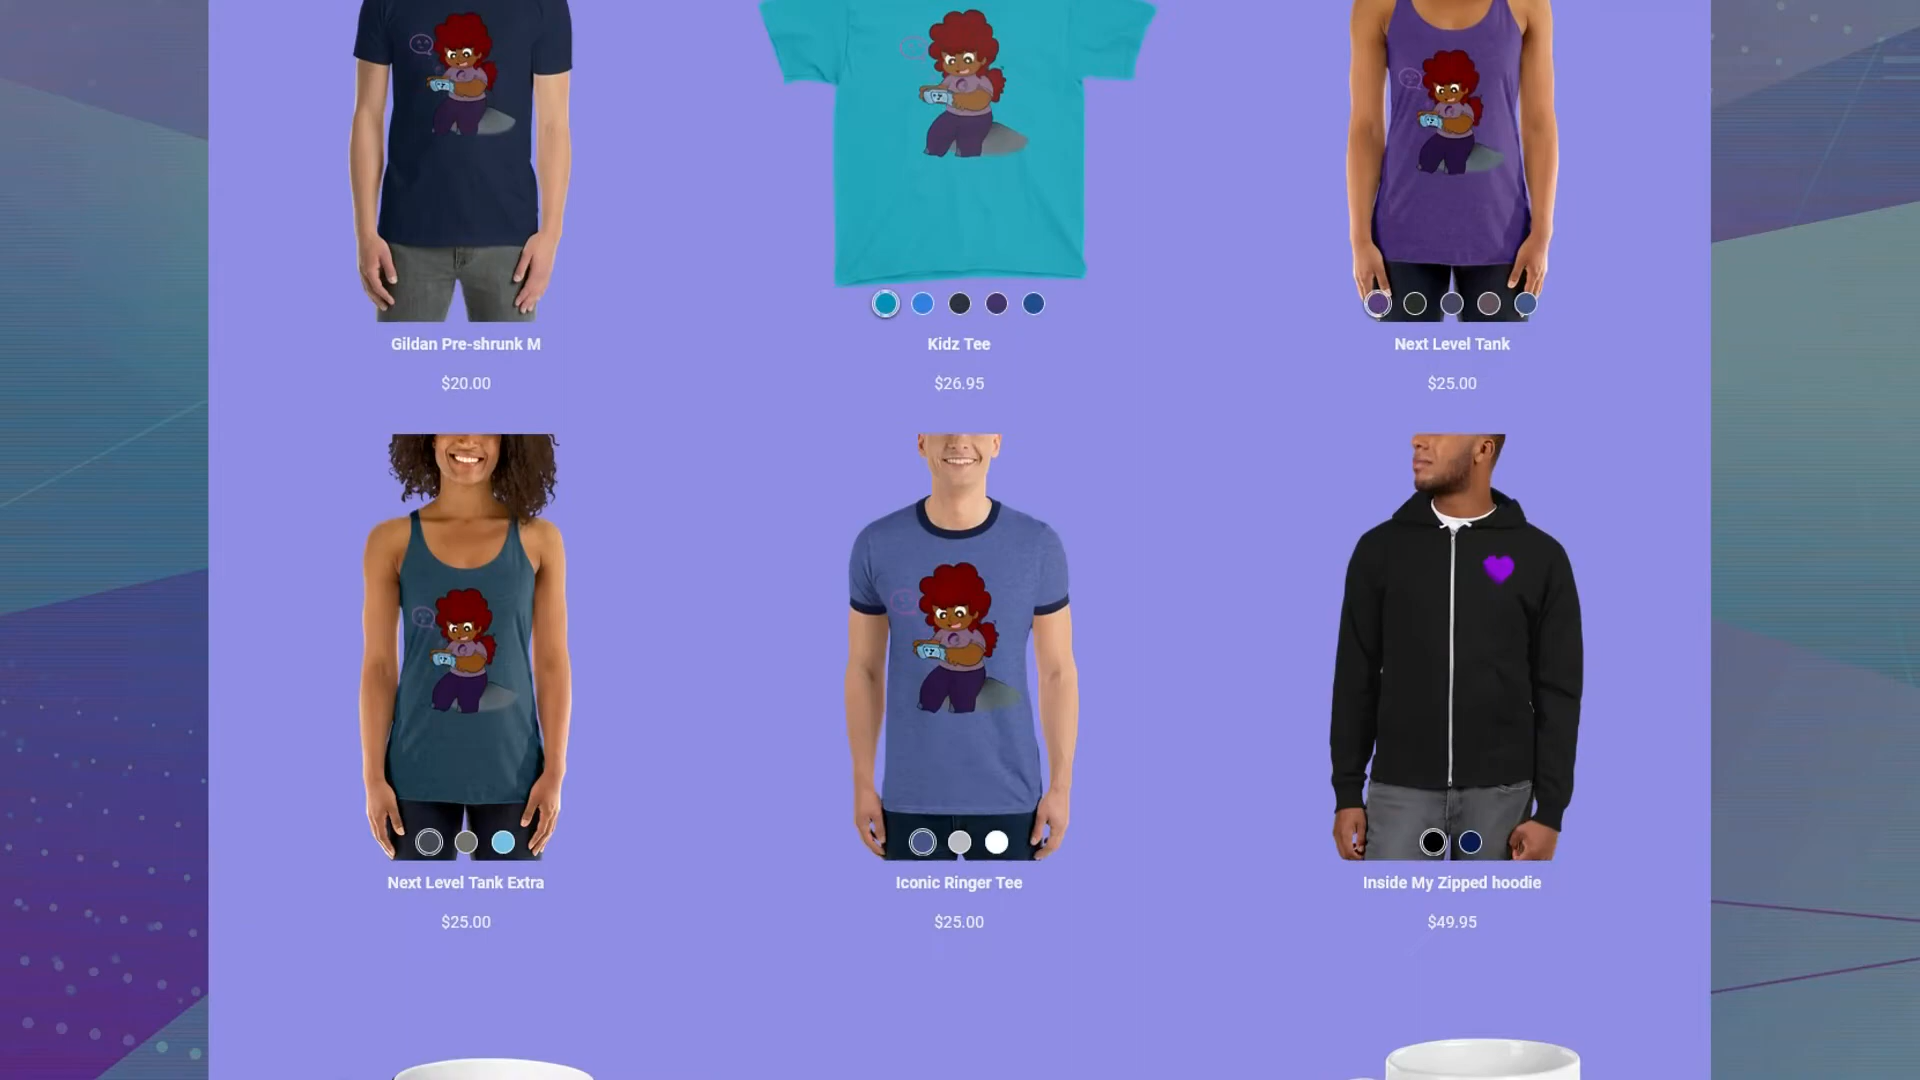 Gildan Pre-shrunk M
Kidz Tee
Next Level Tank
$20.00
$26.95
$25.00
Next Level Tank Extra
Iconic Ringer Tee
Inside My Zipped hoodie
$25.00
$25.00
$49.95